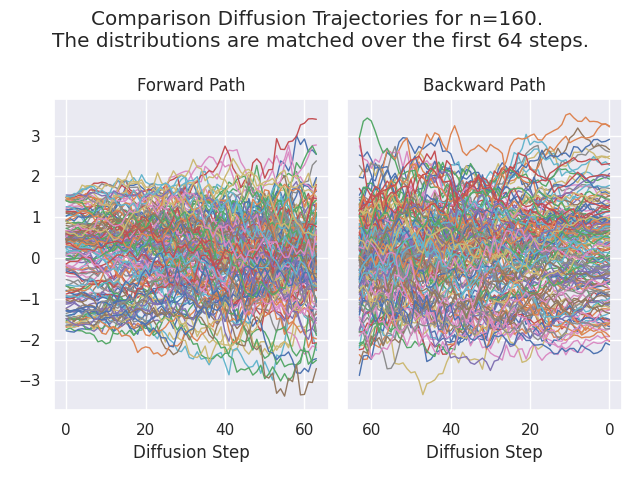 Comparison Diffusion Trajectories for n=160.
The distributions are matched over the first 64 steps.
Forward Path
Backward Path
3
2
1
0
−1
−2
−3
0 20 40 60
60 40 20 0
Diffusion Step
Diffusion Step